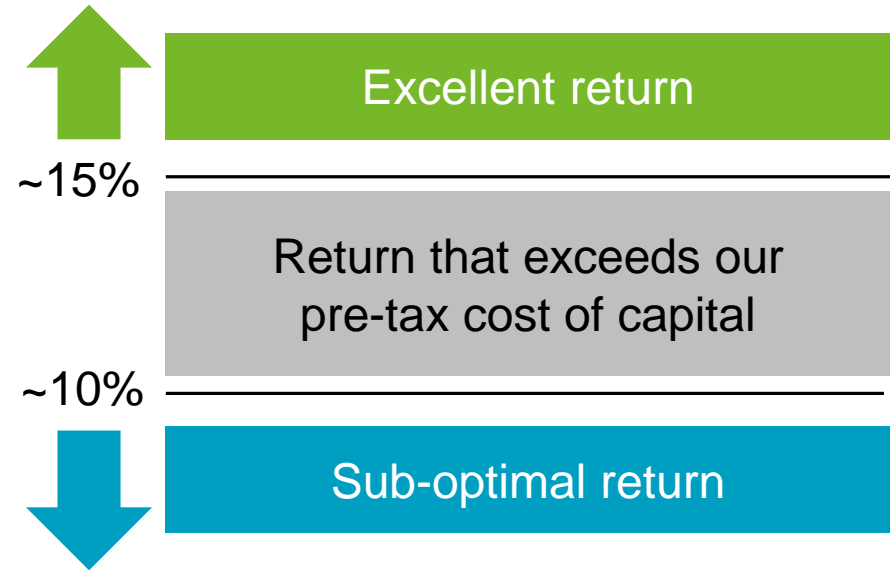 Excellent return
~15%
Return that exceeds our
pre-tax cost of capital
~10%
Sub-optimal return